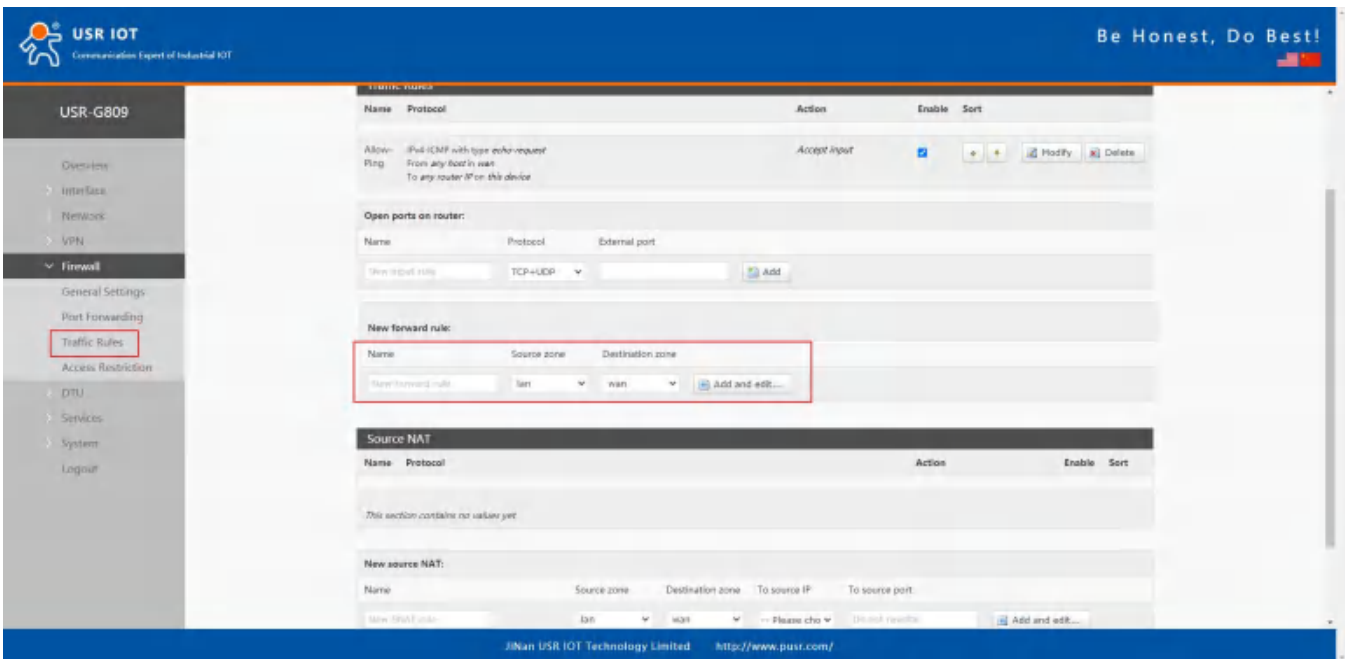 USR IOT
Communication Expert of Industrial IOT
Be Honest, Do Best!
USR-G809
Overview
Interface
Network
VPN
Firewall
General Settings
Port Forwarding
Traffic Rules
Access Restriction
DTU
Services
System
Logout
Traffic Rules
Name Protocol Action Enable Sort
Allow-Ping IPv4-ICMP with type echo-request Accept input Modify Delete
From any host in wan
To any router IP on this device
Open ports on router:
Name Protocol External port
New input rule TCP+UDP Add
New forward rule:
Name Source zone Destination zone
New forward rule lan wan Add and edit...
Source NAT
Name Protocol Action Enable Sort
This section contains no values yet
New source NAT:
Name Source zone Destination zone To source IP To source port
New SNAT rule lan wan -- Please cho Do not rewrite Add and edit...
JiNan USR IOT Technology Limited http://www.pusr.com/